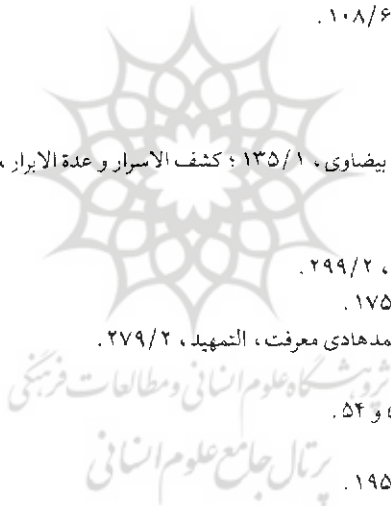 ۱۰۸/۶ .
بیضاوی ، ۱۳۵/۱ ؛ کشف الاسرار و عدة الابرار ،
، ۲۹۹/۲ .
۱۷۵ .
مدهادی معرفت ، التمهید ، ۲۷۹/۲ .
پژوهشگاه علوم انسانی و مطالعات فرهنگی
و ۵۴ .
پرتال جامع علوم انسانی
۱۹۵ .